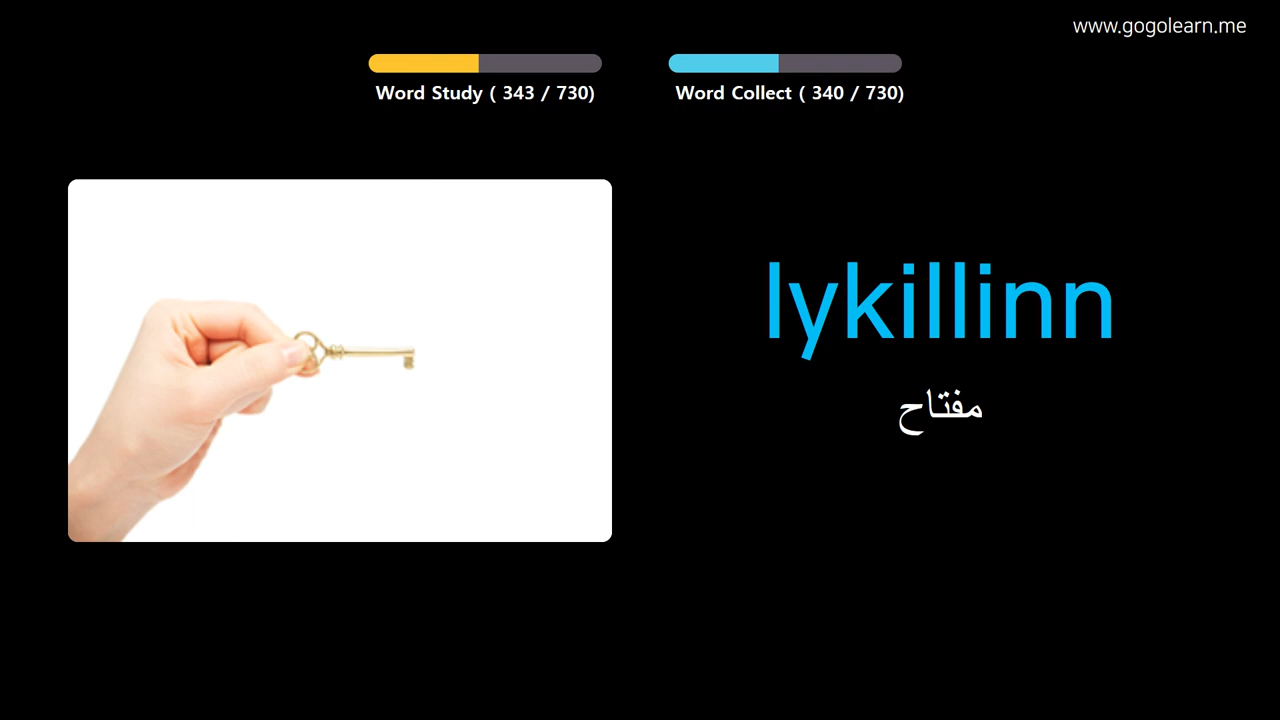 www.gogolearn.me
Word Study ( 343 / 730)
Word Collect ( 340 / 730)
lykillinn
مفتاح